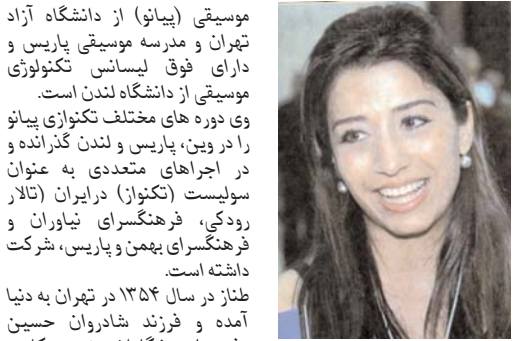 موسیقی (پیانو) از دانشگاه آزاد
تهران و مدرسه موسیقی پاریس و
دارای فوق لیسانس تکنولوژی
موسیقی از دانشگاه لندن است.
وی دوره های مختلف تکنوازی پیانو
را در وین، پاریس و لندن گذرانده و
در اجراهای متعددی به عنوان
سولیست (تکنواز) درایران (تالار
رودکی، فرهنگسرای نیاوران و
فرهنگسرای بهمن و پاریس، شرکت
داشته است.
طناز در سال ۱۳۵۴ در تهران به دنیا
آمده و فرزند شادروان حسین